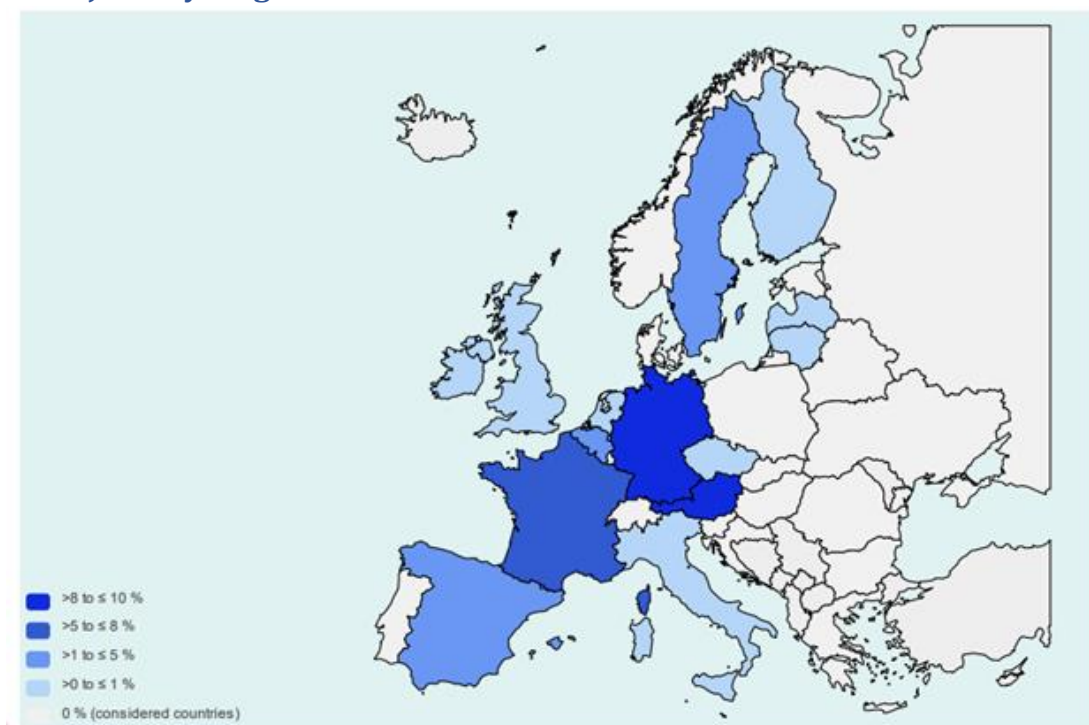 >8 to ≤ 10 %
>5 to ≤ 8 %
>1 to ≤ 5 %
>0 to ≤ 1 %
0 % (considered countries)